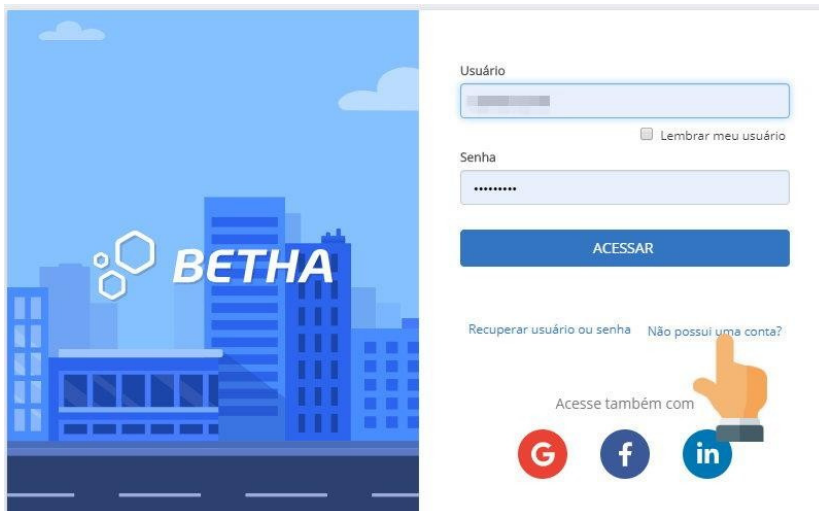 BETHA
Usuário
Lembrar meu usuário
Senha
ACESSAR
Recuperar usuário ou senha Não possui uma conta?
Acesse também com
G f in